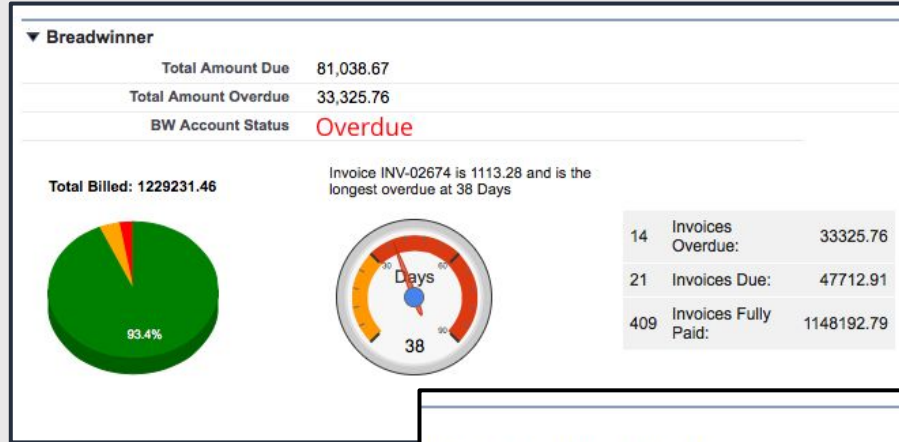 Breadwinner
Total Amount Due 81,038.67
Total Amount Overdue 33,325.76
BW Account Status Overdue
Total Billed: 1229231.46
93.4%
Invoice INV-02674 is 1113.28 and is the
longest overdue at 38 Days
30 60
Days
90
38
14 Invoices Overdue: 33325.76
21 Invoices Due: 47712.91
409 Invoices Fully Paid: 1148192.79